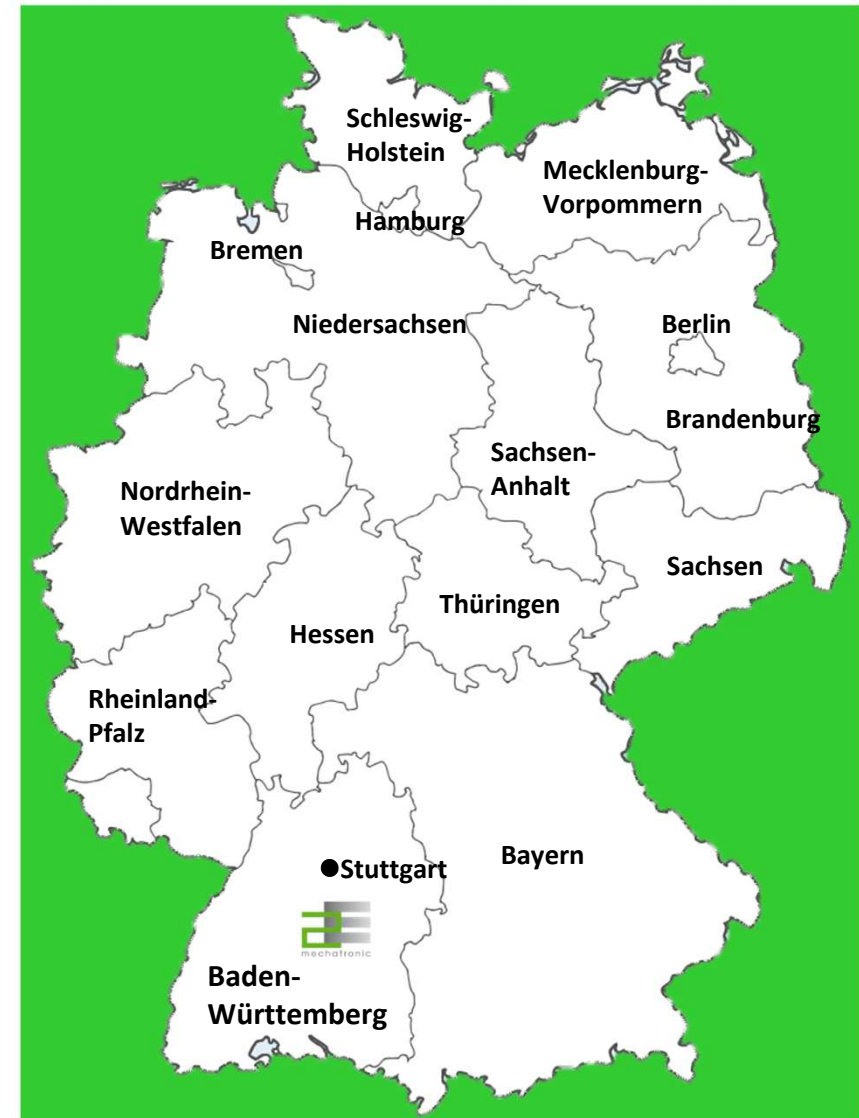 Schleswig-
Holstein
Mecklenburg-
Vorpommern
Hamburg
Bremen
Niedersachsen
Berlin
Brandenburg
Sachsen-
Anhalt
Nordrhein-
Westfalen
Sachsen
Thüringen
Hessen
Rheinland-
Pfalz
Bayern
Stuttgart
2E
mechatronic
Baden-
Württemberg